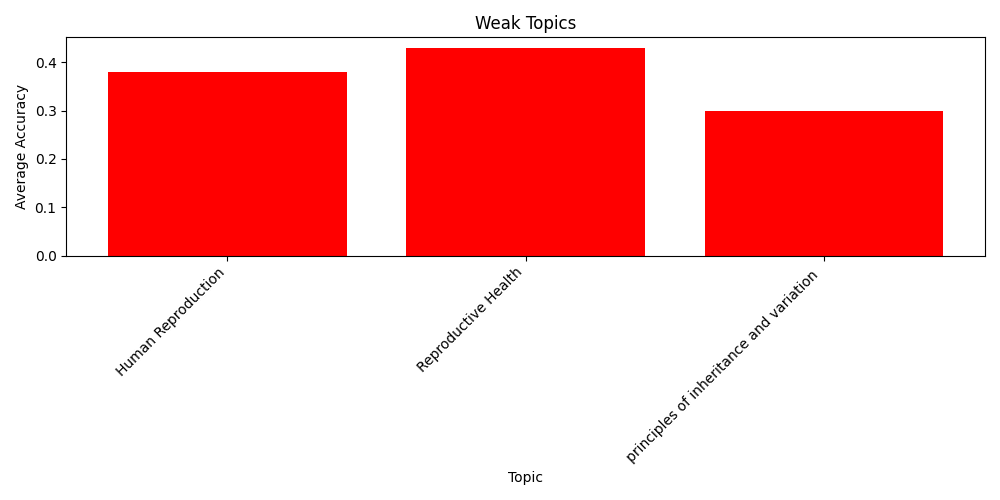 Weak Topics
Average Accuracy
0.4
0.3
0.2
0.1
0.0
Human Reproduction
Reproductive Health
principles of inheritance and variation
Topic